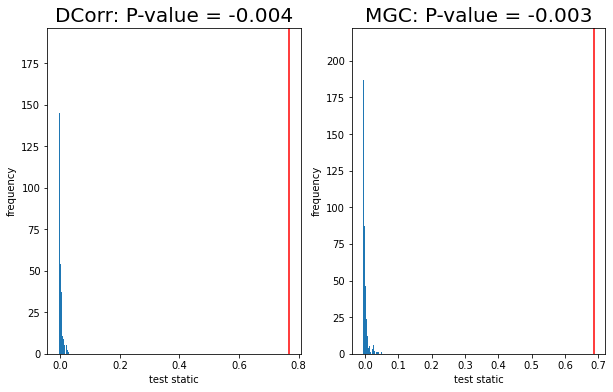 DCorr: P-value = -0.004
175
150
125
100
75
50
25
0
frequency
0.0 0.2 0.4 0.6 0.8
test static
MGC: P-value = -0.003
200
175
150
125
100
75
50
25
0
frequency
0.0 0.1 0.2 0.3 0.4 0.5 0.6 0.7
test static